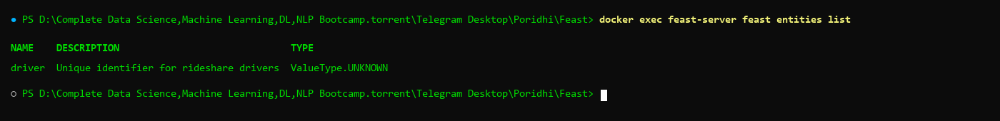 PS D:\Complete Data Science,Machine Learning,DL,NLP Bootcamp.torrent\Telegram Desktop\Poridhi\Feast> docker exec feast-server feast entities list
NAME DESCRIPTION TYPE
driver Unique identifier for rideshare drivers ValueType.UNKNOWN
PS D:\Complete Data Science,Machine Learning,DL,NLP Bootcamp.torrent\Telegram Desktop\Poridhi\Feast>